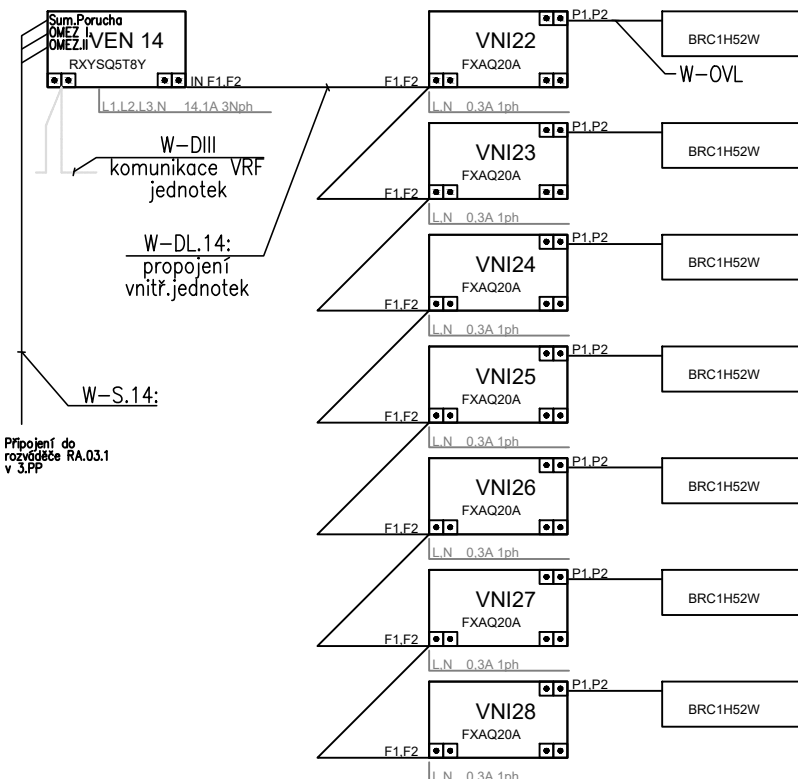 Sum.Porucha
OMEZ I.
OMEZ.II
VEN 14
RXYSQ5T8Y
IN F1,F2
L1,L2,L3,N 14,1A 3Nph
W-DIII
komunikace VRF
jednotek
W-DL.14:
propojení
vnitř.jednotek
W-S.14:
Připojení do
rozváděče RA.03.1
v 3.PP
F1,F2
VNI22
FXAQ20A
L,N 0,3A 1ph
P1,P2
BRC1H52W
W-OVL
F1,F2
VNI23
FXAQ20A
L,N 0,3A 1ph
P1,P2
BRC1H52W
F1,F2
VNI24
FXAQ20A
L,N 0,3A 1ph
P1,P2
BRC1H52W
F1,F2
VNI25
FXAQ20A
L,N 0,3A 1ph
P1,P2
BRC1H52W
F1,F2
VNI26
FXAQ20A
L,N 0,3A 1ph
P1,P2
BRC1H52W
F1,F2
VNI27
FXAQ20A
L,N 0,3A 1ph
P1,P2
BRC1H52W
F1,F2
VNI28
FXAQ20A
L,N 0,3A 1ph
P1,P2
BRC1H52W